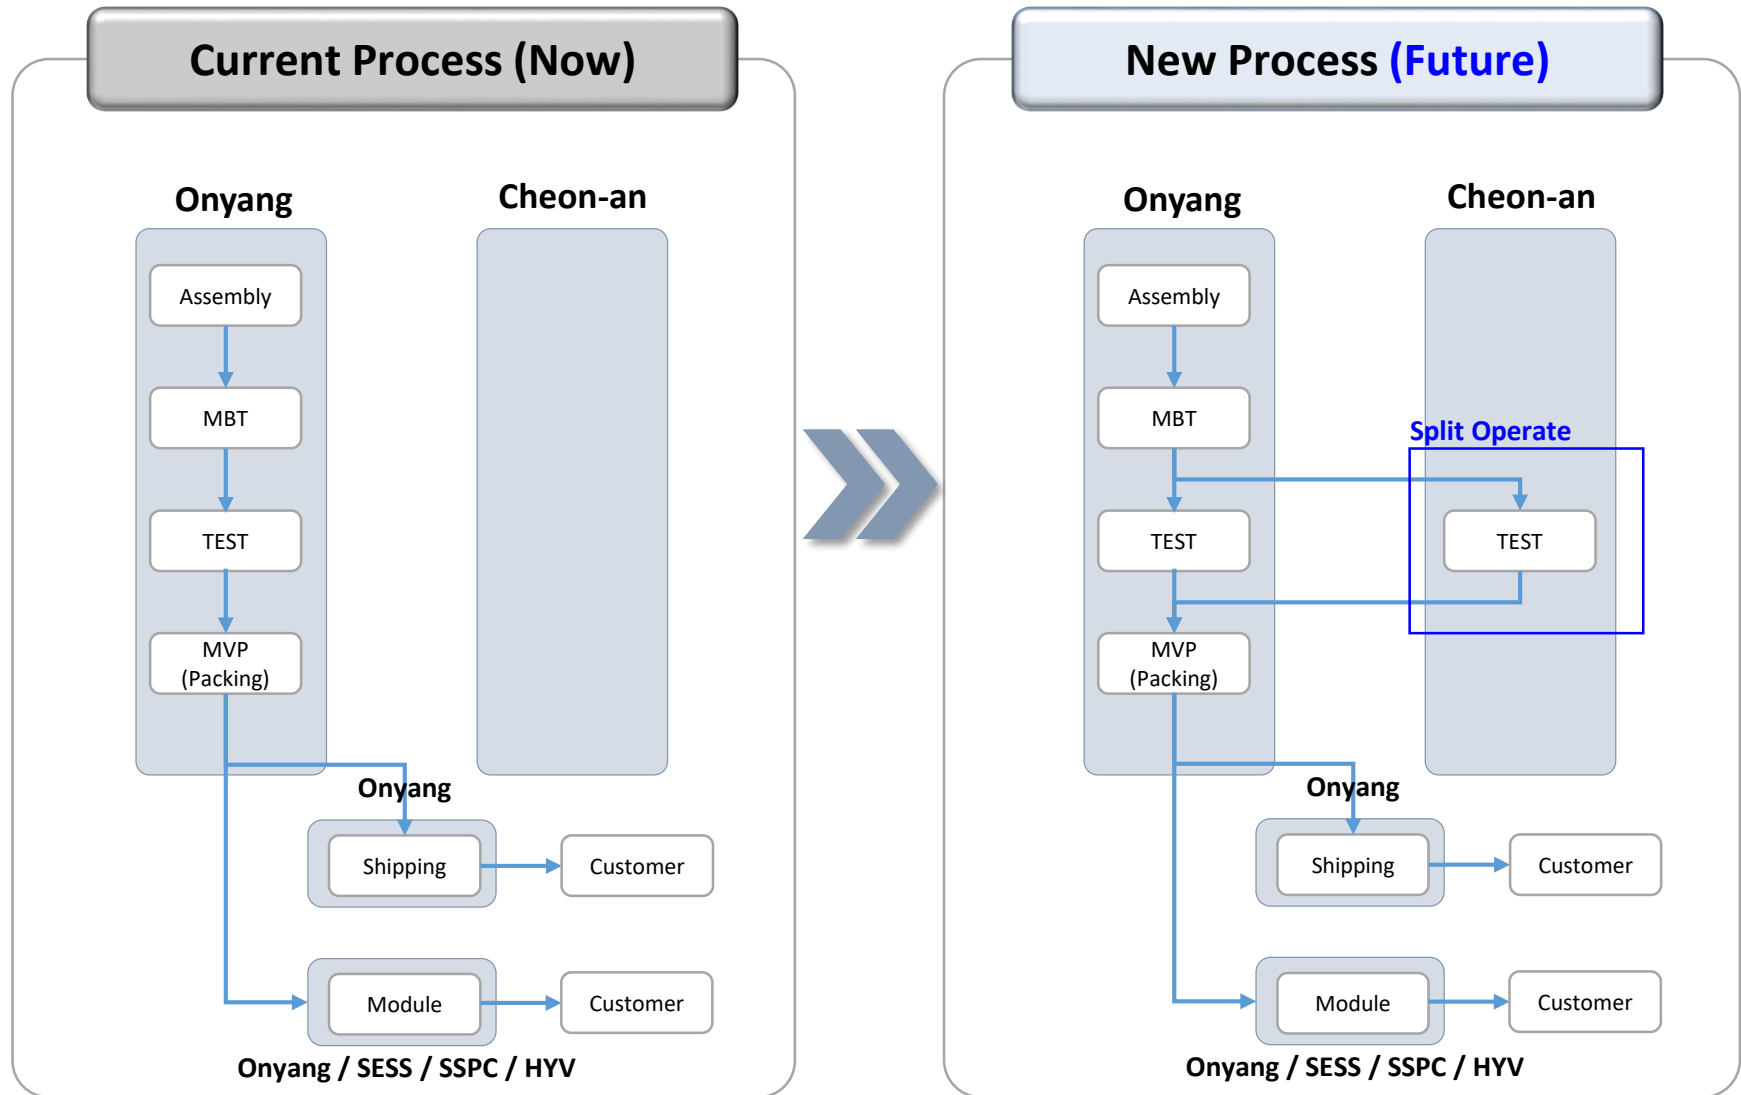 Current Process (Now)
Onyang
Cheon-an
Assembly
MBT
TEST
MVP
(Packing)
Onyang
Shipping
Customer
Module
Customer
Onyang / SESS / SSPC / HYV
New Process (Future)
Onyang
Cheon-an
Assembly
MBT
Split Operate
TEST
TEST
MVP
(Packing)
Onyang
Shipping
Customer
Module
Customer
Onyang / SESS / SSPC / HYV